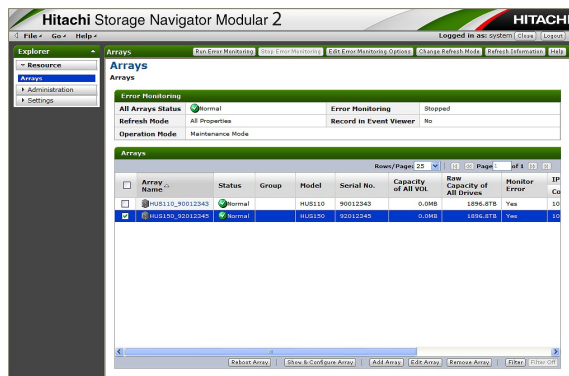 Hitachi Storage Navigator Modular 2
HITACHI
File Go Help
Logged in as: system Close Logout
Explorer
Arrays
Run Error Monitoring Stop Error Monitoring Edit Error Monitoring Options Change Refresh Mode Refresh Information Help
Resource
Arrays
Administration
Settings
Arrays
Arrays
Error Monitoring
All Arrays Status Normal Error Monitoring Stopped
Refresh Mode All Properties Record in Event Viewer No
Operation Mode Maintenance Mode
Arrays
Rows/Page: 25 Page 1 of 1
Array Name Status Group Model Serial No. Capacity of All VOL Raw Capacity of All Drives Monitor Error IP Co
HUS110_90012343 Normal HUS110 90012343 0.0MB 1896.8TB Yes 10
HUS150_92012345 Normal HUS150 92012345 0.0MB 1896.8TB Yes 10
Reboot Array Show & Configure Array Add Array Edit Array Remove Array Filter Filter Off